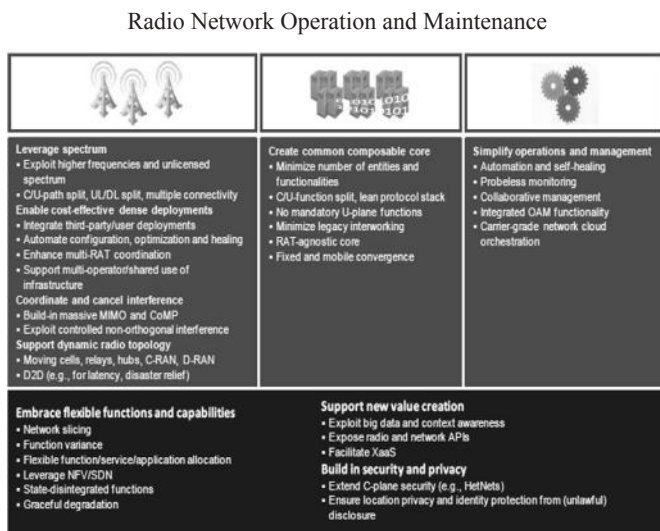 Radio Network Operation and Maintenance
Leverage spectrum
▪ Exploit higher frequencies and unlicensed
spectrum
▪ C/U-path split, UL/DL split, multiple connectivity
Enable cost-effective dense deployments
▪ Integrate third-party/user deployments
▪ Automate configuration, optimization and healing
▪ Enhance multi-RAT coordination
▪ Support multi-operator/shared use of
infrastructure
Coordinate and cancel interference
▪ Build-in massive MIMO and CoMP
▪ Exploit controlled non-orthogonal interference
Support dynamic radio topology
▪ Moving cells, relays, hubs, C-RAN, D-RAN
▪ D2D (e.g., for latency, disaster relief)
Create common composable core
▪ Minimize number of entities and
functionalities
▪ C/U-function split, lean protocol stack
▪ No mandatory U-plane functions
▪ Minimize legacy interworking
▪ RAT-agnostic core
▪ Fixed and mobile convergence
Simplify operations and management
▪ Automation and self-healing
▪ Probeless monitoring
▪ Collaborative management
▪ Integrated OAM functionality
▪ Carrier-grade network cloud
orchestration
Embrace flexible functions and capabilities
▪ Network slicing
▪ Function variance
▪ Flexible function/service/application allocation
▪ Leverage NFV/SDN
▪ State-disintegrated functions
▪ Graceful degradation
Support new value creation
▪ Exploit big data and context awareness
▪ Expose radio and network APIs
▪ Facilitate XaaS
Build in security and privacy
▪ Extend C-plane security (e.g., HetNets)
▪ Ensure location privacy and identity protection from (unlawful)
disclosure